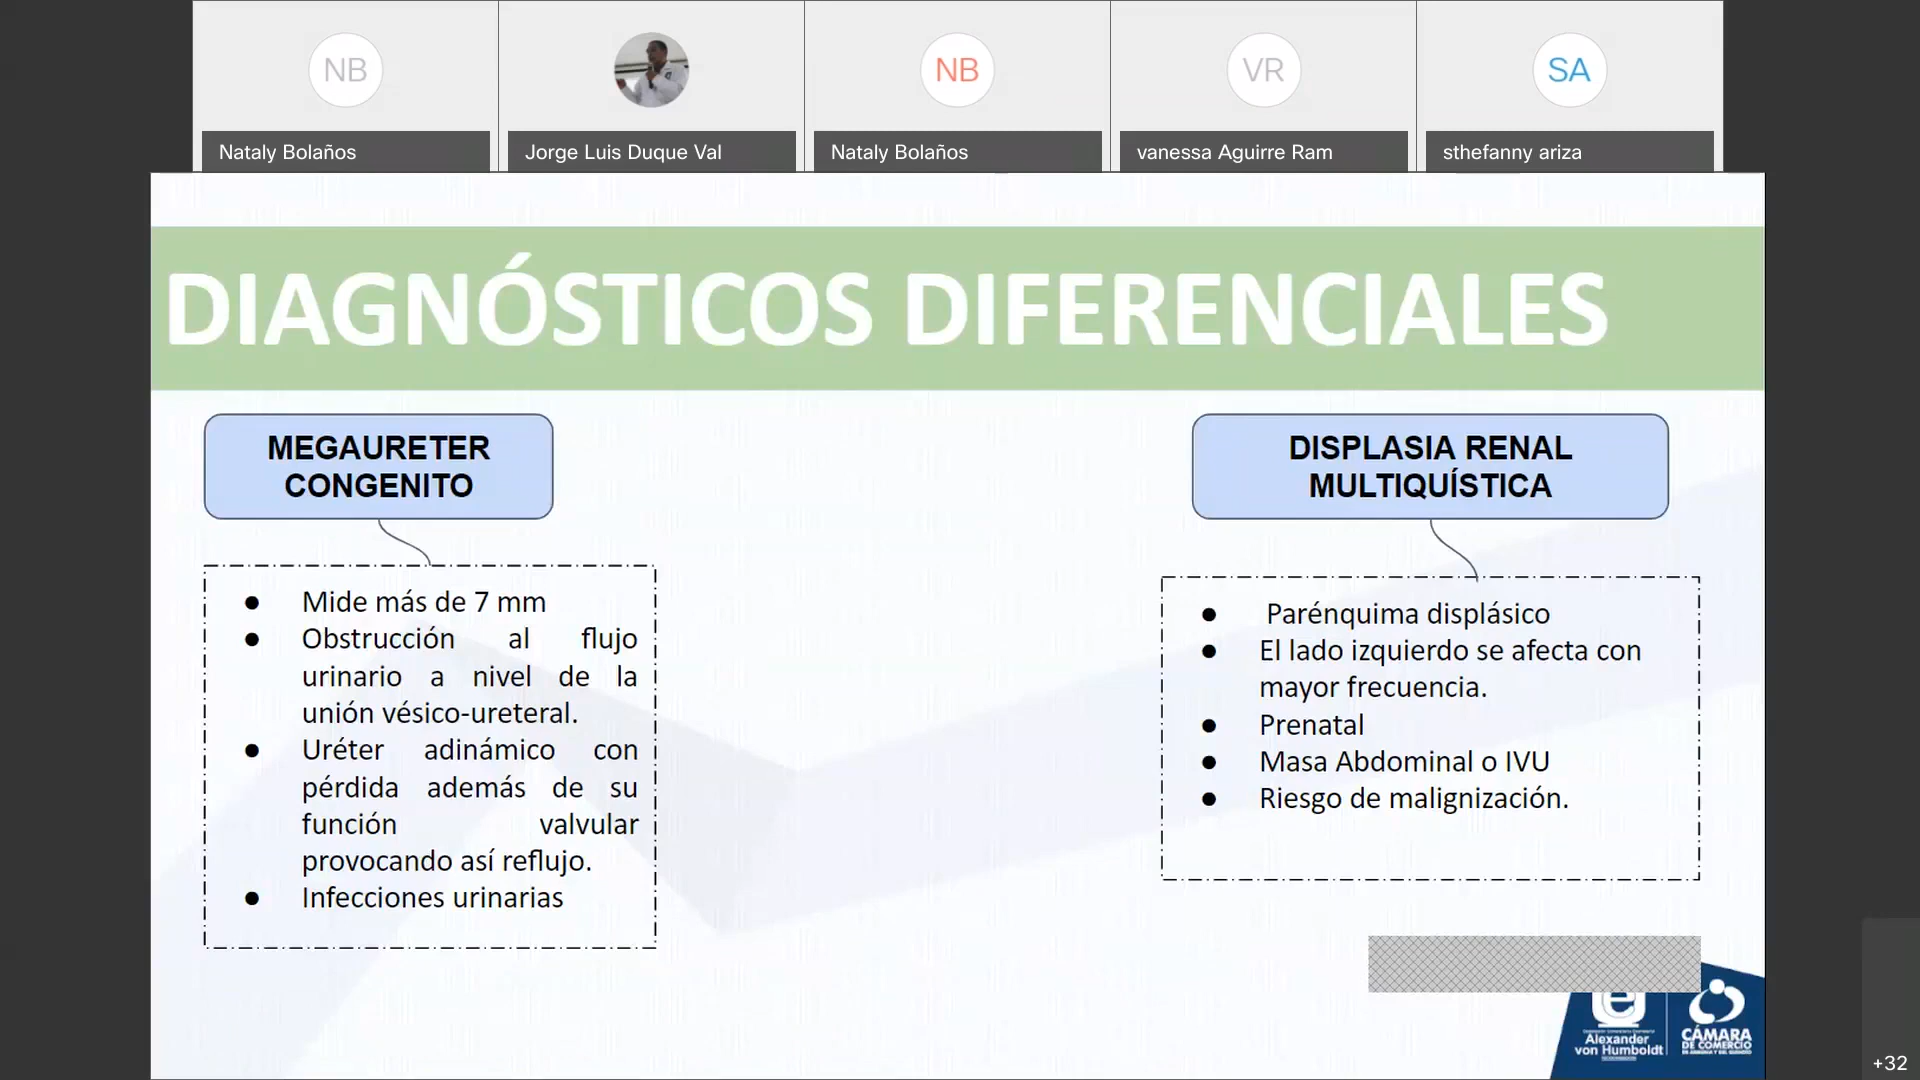 NB
NB
VR
SA
Nataly Bolaños
Jorge Luis Duque Val
Nataly Bolaños
vanessa Aguirre Ram
sthefanny ariza
DIAGNÓSTICOS DIFERENCIALES
MEGAURETER
CONGENITO
● Mide más de 7 mm
● Obstrucción al flujo
urinario a nivel de la
unión vésico-ureteral.
● Uréter adinámico con
pérdida además de su
función valvular
provocando así reflujo.
● Infecciones urinarias
DISPLASIA RENAL
MULTIQUÍSTICA
● Parénquima displásico
● El lado izquierdo se afecta con
mayor frecuencia.
● Prenatal
● Masa Abdominal o IVU
● Riesgo de malignización.
Alexander
von Humboldt
CÁMARA
DE COMERCIO
+32